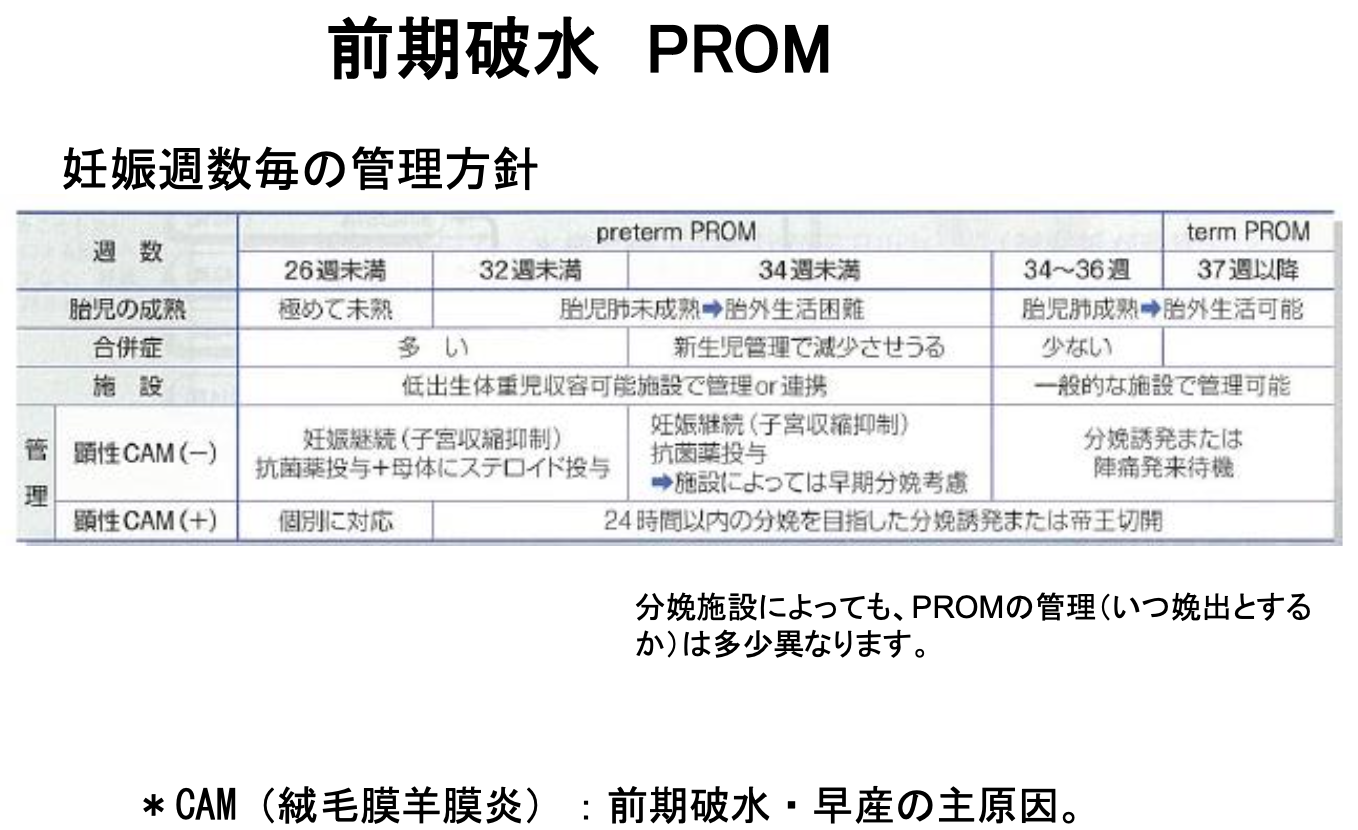 前期破水 PROM
妊娠週数毎の管理方針
週 数 preterm PROM term PROM
26週未満 32週未満 34週未満 34〜36週 37週以降
胎児の成熟 極めて未熟 胎児肺未成熟➡胎外生活困難 胎児肺成熟➡胎外生活可能
合併症 多 い 新生児管理で減少させうる 少ない
施 設 低出生体重児収容可能施設で管理or連携 一般的な施設で管理可能
管理 顕性CAM(−) 妊娠継続(子宮収縮抑制) 妊娠継続(子宮収縮抑制) 分娩誘発または
抗菌薬投与+母体にステロイド投与 抗菌薬投与 陣痛発来待機
➡施設によっては早期分娩考慮
顕性CAM(+) 個別に対応 24時間以内の分娩を目指した分娩誘発または帝王切開
分娩施設によっても、PROMの管理(いつ娩出とする
か)は多少異なります。
*CAM(絨毛膜羊膜炎):前期破水・早産の主原因。